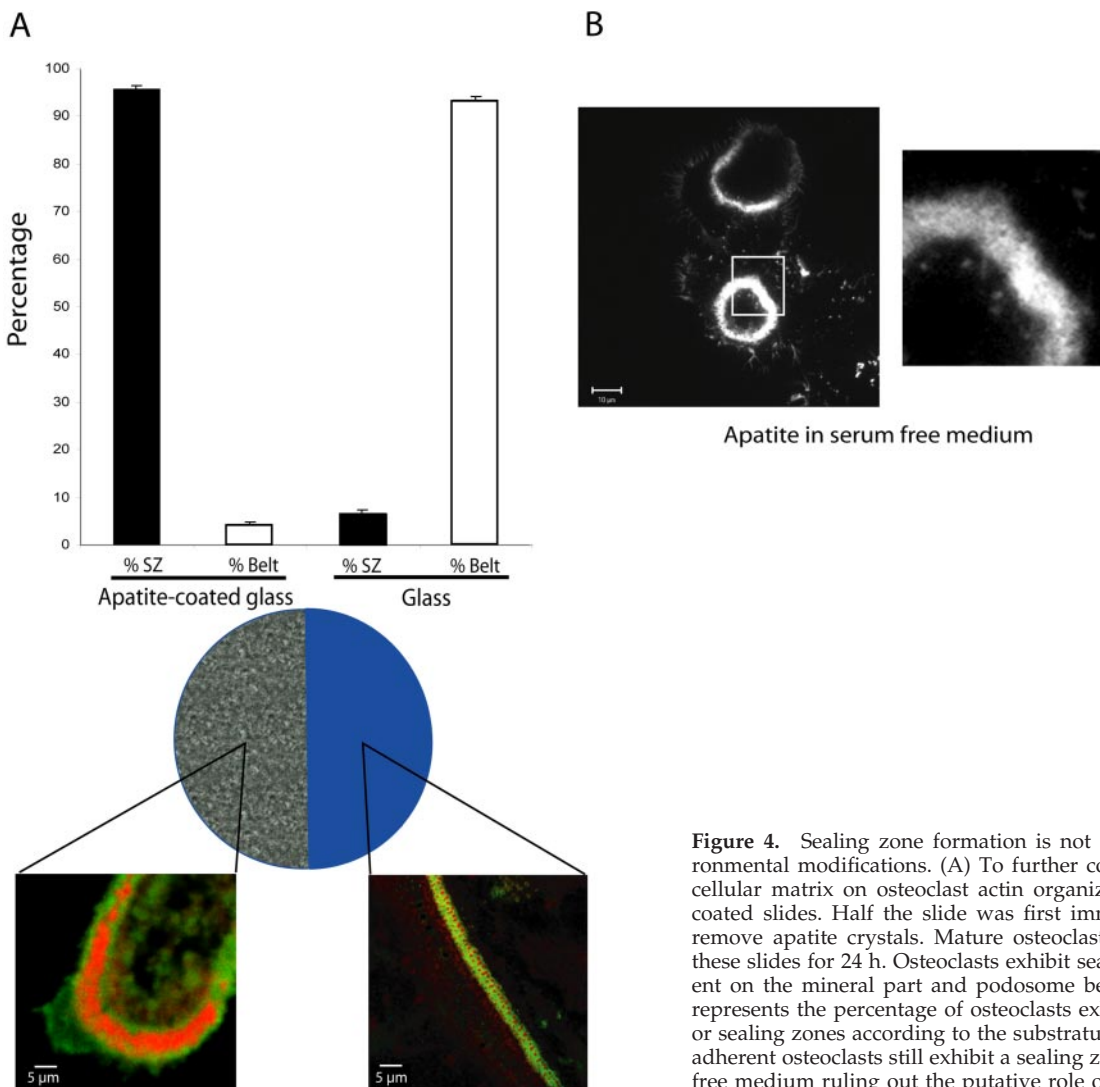 A
B
100
90
80
70
60
50
40
30
20
10
0
Percentage
% SZ
% Belt
% SZ
% Belt
Apatite-coated glass
Glass
10 µm
Apatite in serum free medium
5 µm
5 µm
Figure 4. Sealing zone formation is not
ronmental modifications. (A) To further co
cellular matrix on osteoclast actin organiz
coated slides. Half the slide was first imm
remove apatite crystals. Mature osteoclast
these slides for 24 h. Osteoclasts exhibit sea
ent on the mineral part and podosome be
represents the percentage of osteoclasts ex
or sealing zones according to the substratu
adherent osteoclasts still exhibit a sealing z
free medium ruling out the putative role o